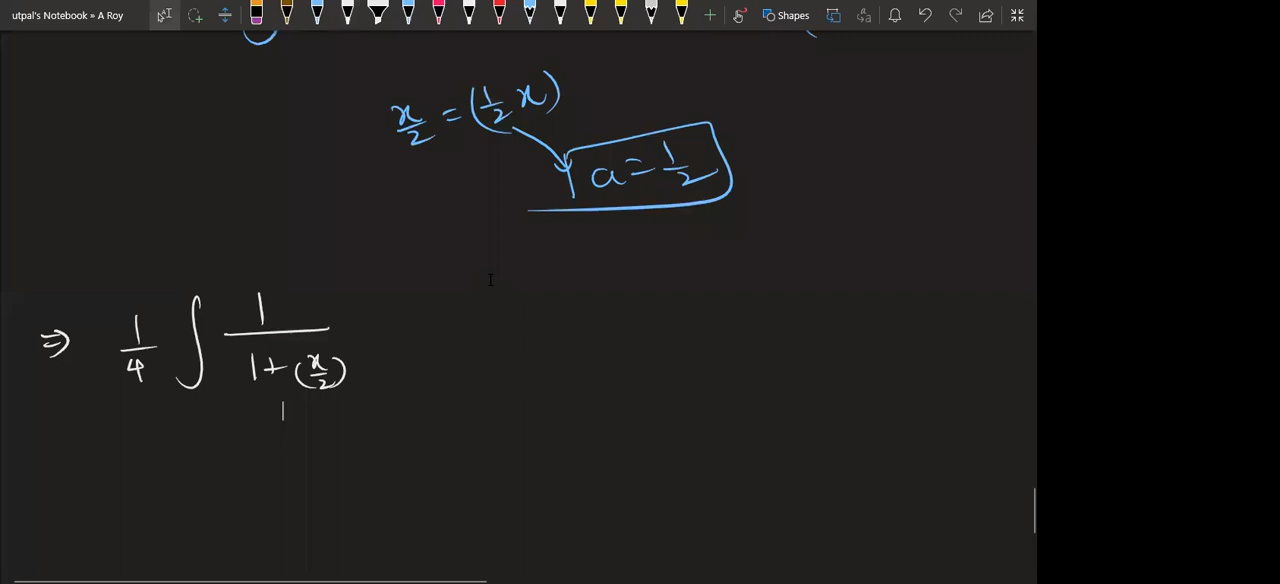 utpal's Notebook » A Roy Shapes
x/2 = (1/2 x)
a = 1/2
⇒ 1/4 ∫ 1/(1+(x/2))